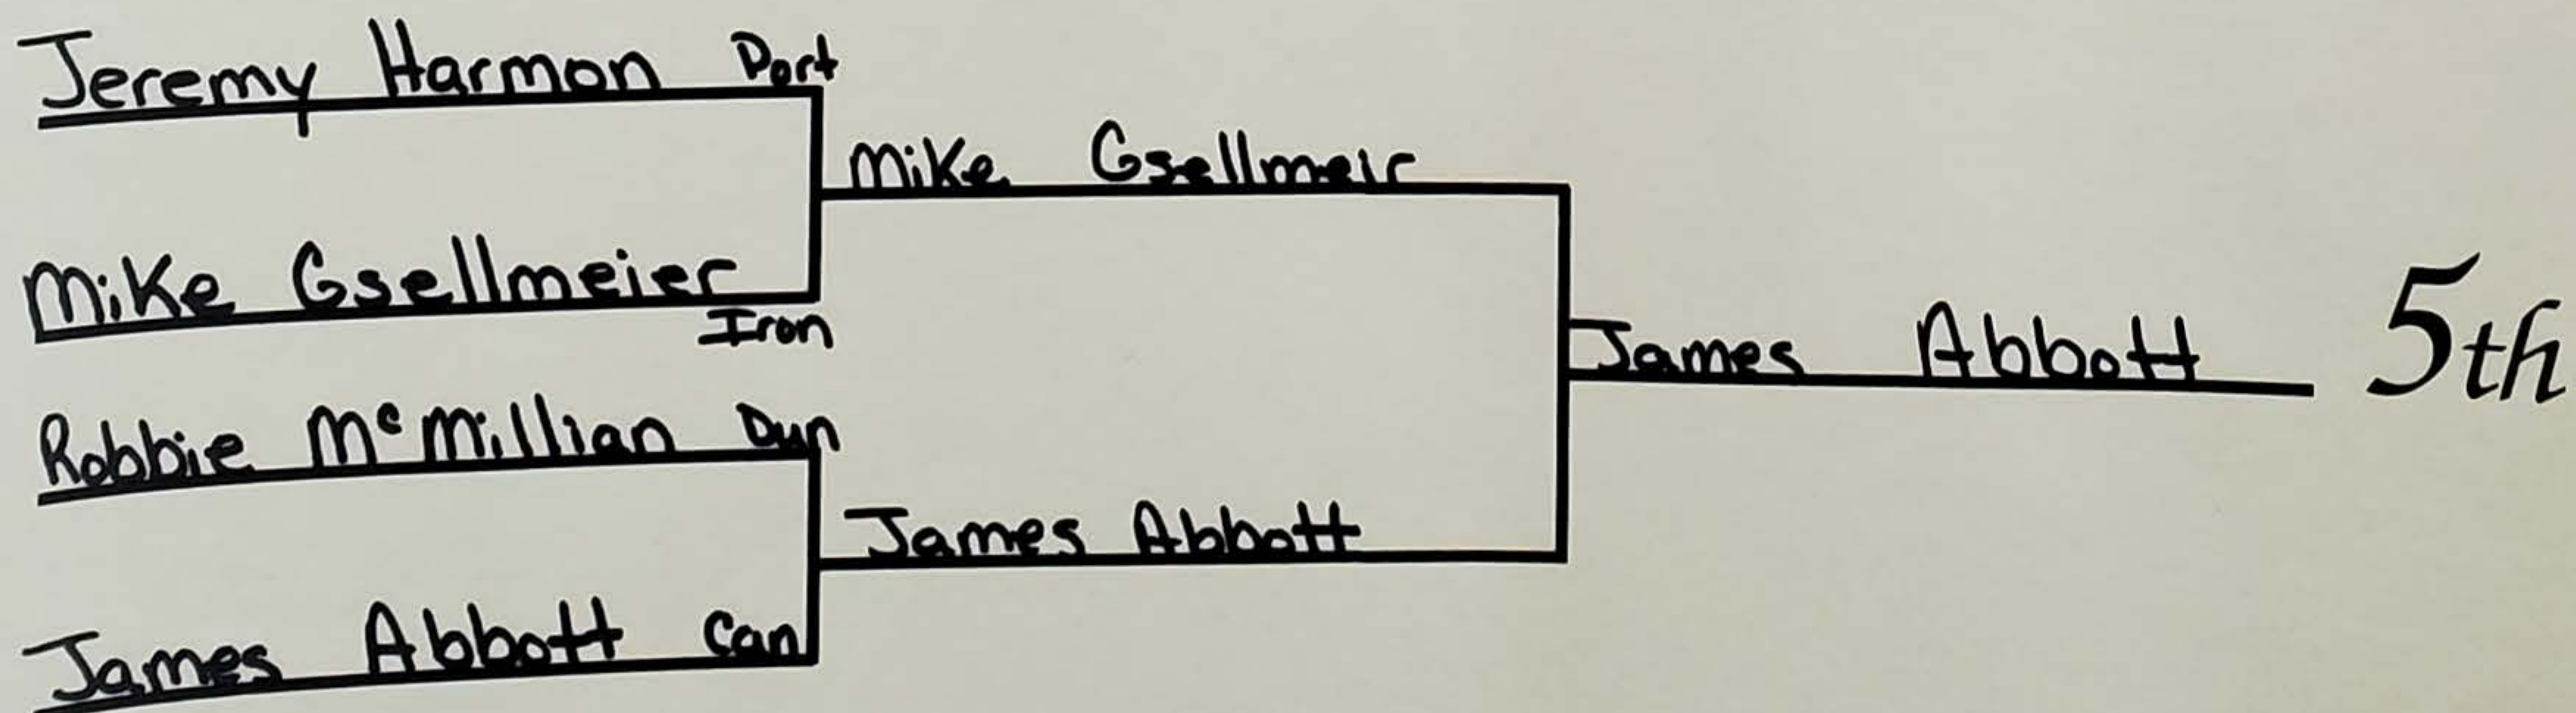 Jeremy Harmon Port
Mike Gsellmeir
Mike Gsellmeier
Iron
James Abbott 5th
Robbie McMillian Dun
James Abbott
James Abbott Can